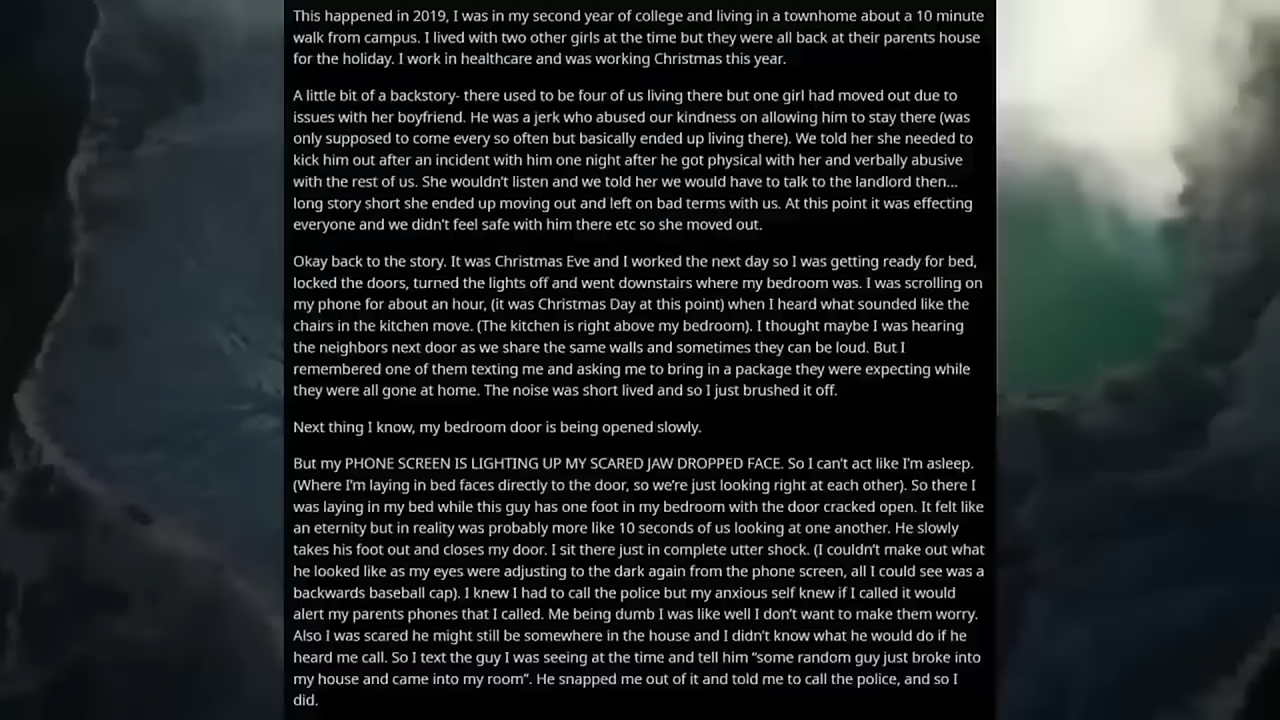 This happened in 2019, I was in my second year of college and living in a townhome about a 10 minute
walk from campus. I lived with two other girls at the time but they were all back at their parents house
for the holiday. I work in healthcare and was working Christmas this year.
A little bit of a backstory- there used to be four of us living there but one girl had moved out due to
issues with her boyfriend. He was a jerk who abused our kindness on allowing him to stay there (was
only supposed to come every so often but basically ended up living there). We told her she needed to
kick him out after an incident with him one night after he got physical with her and verbally abusive
with the rest of us. She wouldn't listen and we told her we would have to talk to the landlord then...
long story short she ended up moving out and left on bad terms with us. At this point it was effecting
everyone and we didn't feel safe with him there etc so she moved out.
Okay back to the story. It was Christmas Eve and I worked the next day so I was getting ready for bed,
locked the doors, turned the lights off and went downstairs where my bedroom was. I was scrolling on
my phone for about an hour, (it was Christmas Day at this point) when I heard what sounded like the
chairs in the kitchen move. (The kitchen is right above my bedroom). I thought maybe I was hearing
the neighbors next door as we share the same walls and sometimes they can be loud. But I
remembered one of them texting me and asking me to bring in a package they were expecting while
they were all gone at home. The noise was short lived and so I just brushed it off.
Next thing I know, my bedroom door is being opened slowly.
But my PHONE SCREEN IS LIGHTING UP MY SCARED JAW DROPPED FACE. So I can't act like I'm asleep.
(Where I'm laying in bed faces directly to the door, so we're just looking right at each other). So there I
was laying in my bed while this guy has one foot in my bedroom with the door cracked open. It felt like
an eternity but in reality was probably more like 10 seconds of us looking at one another. He slowly
takes his foot out and closes my door. I sit there just in complete utter shock. (I couldn't make out what
he looked like as my eyes were adjusting to the dark again from the phone screen, all I could see was a
backwards baseball cap). I knew I had to call the police but my anxious self knew if I called it would
alert my parents phones that I called. Me being dumb I was like well I don't want to make them worry.
Also I was scared he might still be somewhere in the house and I didn't know what he would do if he
heard me call. So I text the guy I was seeing at the time and tell him “some random guy just broke into
my house and came into my room”. He snapped me out of it and told me to call the police, and so I
did.